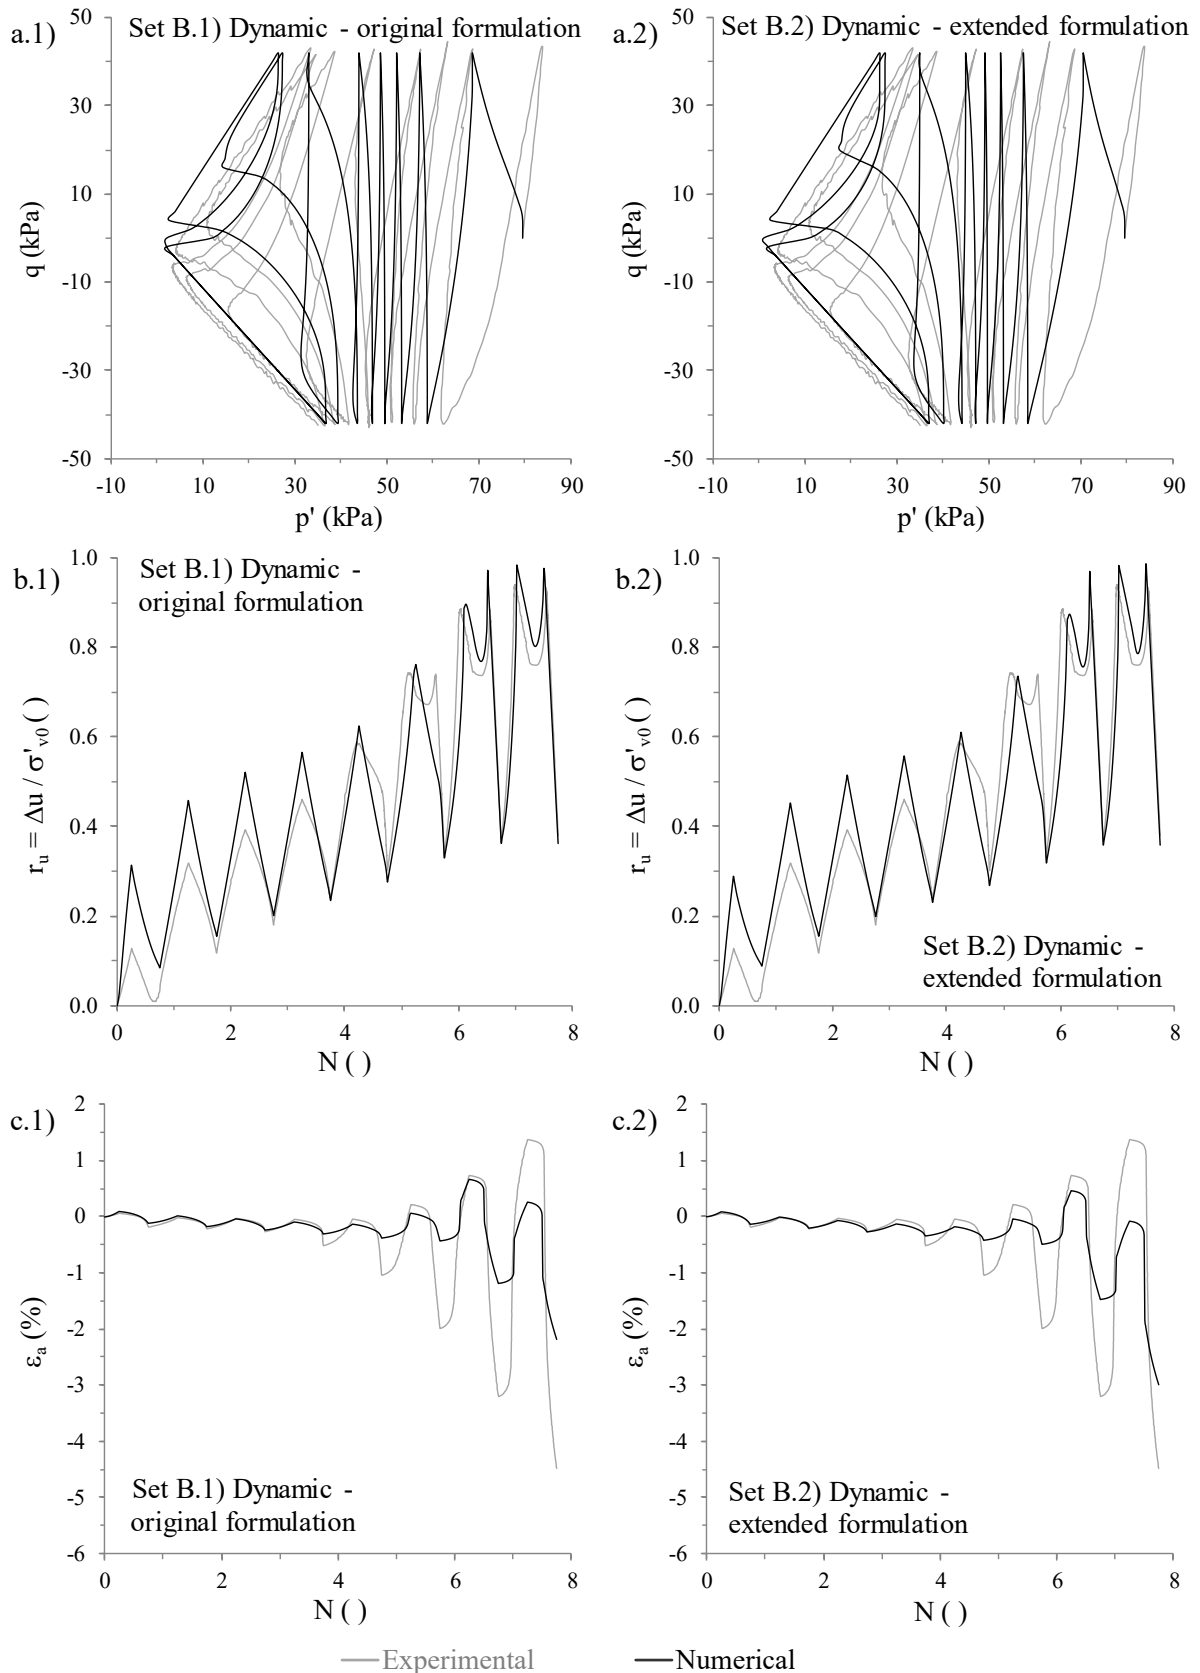 a.1)
Set B.1) Dynamic - original formulation
50
30
10
-10
-30
-50
q (kPa)
-10 10 30 50 70 90
p' (kPa)
a.2)
Set B.2) Dynamic - extended formulation
50
30
10
-10
-30
-50
q (kPa)
-10 10 30 50 70 90
p' (kPa)
b.1)
Set B.1) Dynamic -
original formulation
1.0
0.8
0.6
0.4
0.2
0.0
r_u = Δu / σ'_v0 ( )
0 2 4 6 8
N ( )
b.2)
1.0
0.8
0.6
0.4
0.2
0.0
r_u = Δu / σ'_v0 ( )
Set B.2) Dynamic -
extended formulation
0 2 4 6 8
N ( )
c.1)
2
1
0
-1
-2
-3
-4
-5
-6
ε_a (%)
Set B.1) Dynamic -
original formulation
0 2 4 6 8
N ( )
c.2)
2
1
0
-1
-2
-3
-4
-5
-6
ε_a (%)
Set B.2) Dynamic -
extended formulation
0 2 4 6 8
N ( )
Experimental Numerical